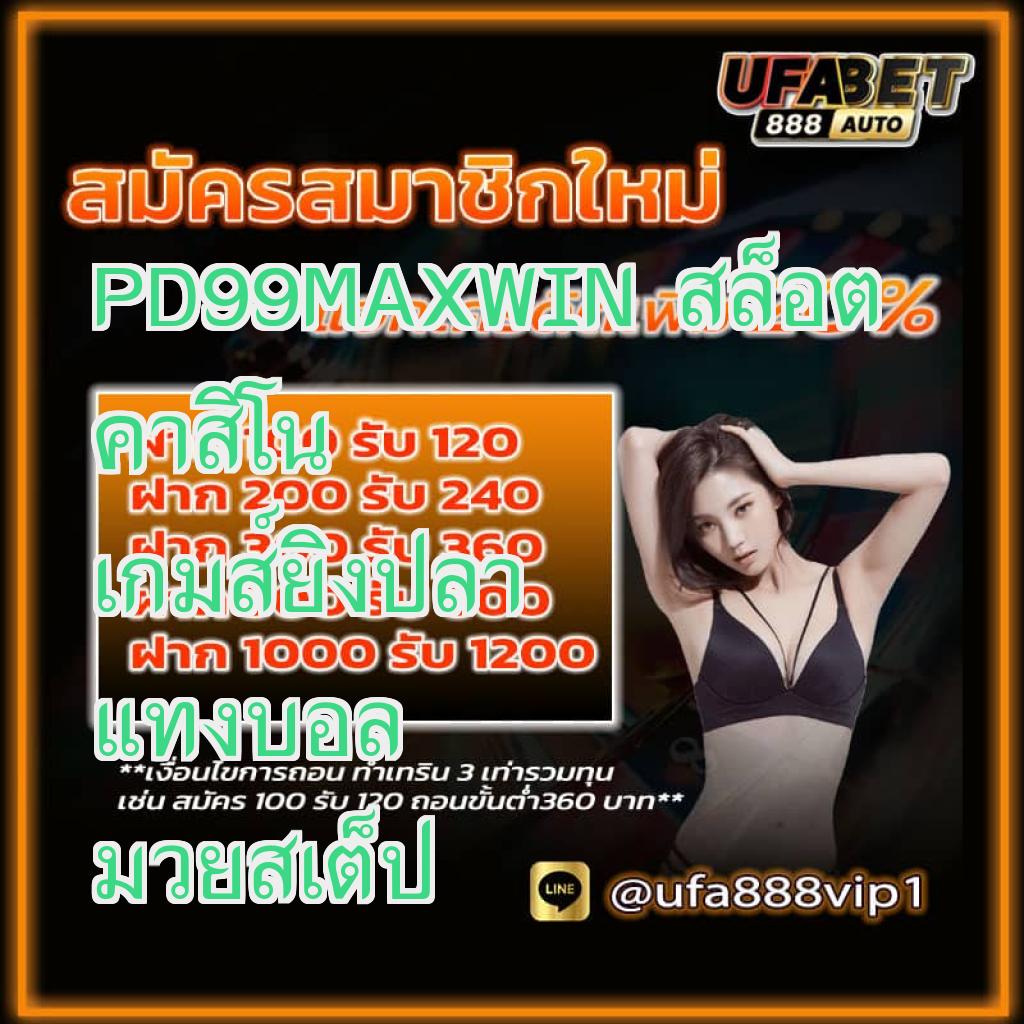 UFABET
888 AUTO
สมัครสมาชิกใหม่
PD99MAXWIN สล็อต
%
คาสิโน
รับ 120
ฝาก 200 รับ 240
เกมส์ยิงปลา
ฝาก 1000 รับ 1200
แทงบอล
**เงื่อนไขการถอน ทำเทิร์น 3 เท่ารวมทุน
เช่น สมัคร 100 รับ 120 ถอนขั้นต่ำ360 บาท**
มวยสเต็ป
LINE
@ufa888vip1